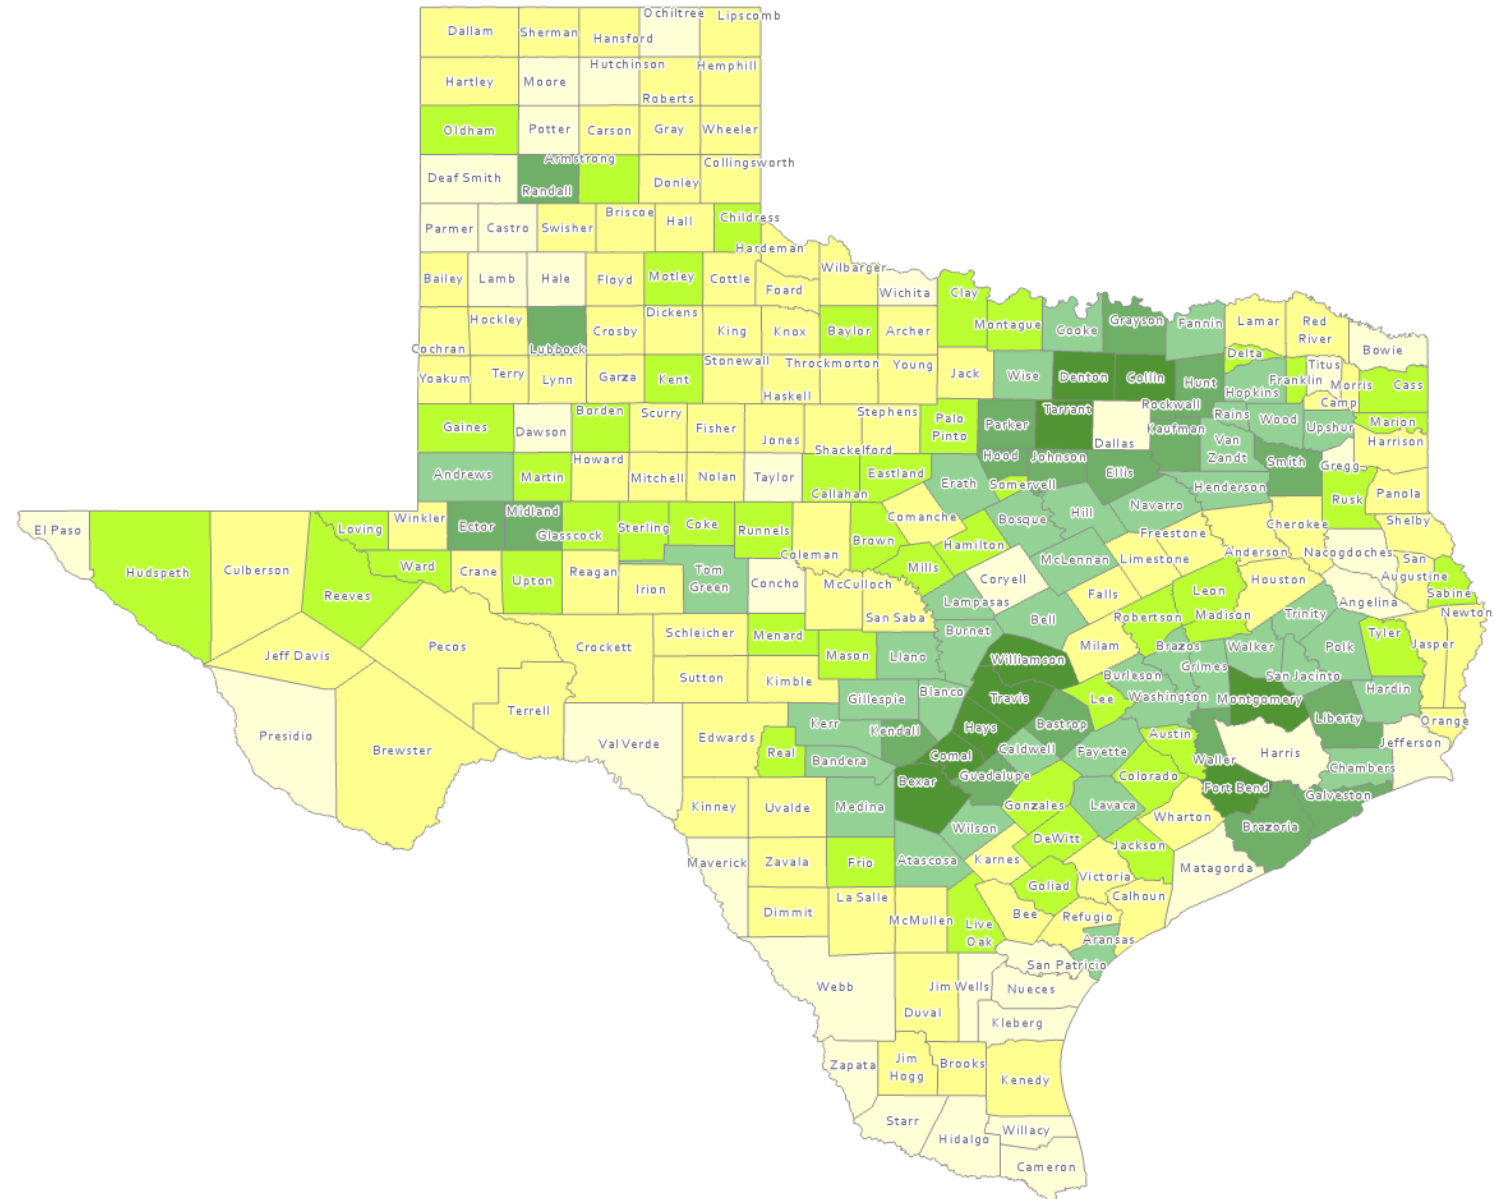 Dallam
Sherman
Hansford
Ochiltree
Lipscomb
Hartley
Moore
Hutchinson
Roberts
Hemphill
Oldham
Potter
Carson
Gray
Wheeler
Deaf Smith
Randall
Armstrong
Donley
Collingsworth
Parmer
Castro
Swisher
Briscoe
Hall
Childress
Hardeman
Bailey
Lamb
Hale
Floyd
Motley
Cottle
Foard
Wilbarger
Wichita
Clay
Montague
Cooke
Grayson
Fannin
Lamar
Red
River
Bowie
Cochran
Hockley
Lubbock
Crosby
Dickens
King
Knox
Baylor
Archer
Yoakum
Terry
Lynn
Garza
Kent
Stonewall
Haskell
Throckmorton
Young
Jack
Wise
Denton
Collin
Hunt
Delta
Hopkins
Franklin
Titus
Morris
Camp
Cass
Gaines
Dawson
Borden
Scurry
Fisher
Jones
Shackelford
Stephens
Palo
Pinto
Parker
Tarrant
Dallas
Rockwall
Kaufman
Rains
Van
Zandt
Wood
Upshur
Marion
Harrison
Andrews
Martin
Howard
Mitchell
Nolan
Taylor
Callahan
Eastland
Erath
Hood
Somervell
Johnson
Ellis
Henderson
Smith
Gregg
Rusk
Panola
El Paso
Hudspeth
Culberson
Loving
Winkler
Ector
Midland
Glasscock
Sterling
Coke
Runnels
Coleman
Brown
Comanche
Hamilton
Bosque
Hill
Navarro
Freestone
Anderson
Cherokee
Nacogdoches
Shelby
Reeves
Ward
Crane
Upton
Reagan
Irion
Tom
Green
Concho
McCulloch
San Saba
Mills
Lampasas
Coryell
McLennan
Limestone
Falls
Bell
Leon
Robertson
Madison
Houston
Trinity
Angelina
San
Augustine
Sabine
Newton
Jasper
Tyler
Polk
Jeff Davis
Pecos
Crockett
Schleicher
Menard
Mason
Llano
Burnet
Williamson
Milam
Brazos
Grimes
Walker
San Jacinto
Hardin
Presidio
Brewster
Terrell
Sutton
Kimble
Gillespie
Blanco
Travis
Lee
Burleson
Washington
Montgomery
Liberty
Orange
Jefferson
Val Verde
Edwards
Real
Kerr
Kendall
Bandera
Hays
Comal
Bastrop
Caldwell
Guadalupe
Fayette
Austin
Colorado
Waller
Harris
Chambers
Galveston
Fort Bend
Brazoria
Kinney
Uvalde
Medina
Bexar
Wilson
Gonzales
Lavaca
Wharton
Maverick
Zavala
Frio
Atascosa
Karnes
DeWitt
Jackson
Matagorda
Dimmit
La Salle
McMullen
Live
Oak
Bee
Goliad
Victoria
Calhoun
Refugio
Aransas
San Patricio
Webb
Duval
Jim Wells
Nueces
Kleberg
Zapata
Jim
Hogg
Brooks
Kenedy
Starr
Hidalgo
Willacy
Cameron